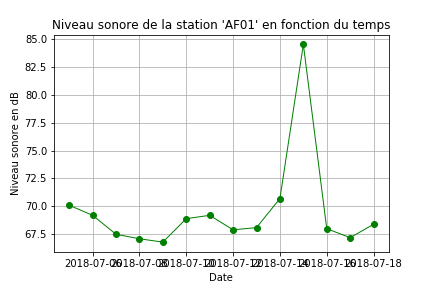 Niveau sonore de la station 'AF01' en fonction du temps
85.0
82.5
80.0
77.5
75.0
72.5
70.0
67.5
Niveau sonore en dB
2018-07-06 2018-07-08 2018-07-10 2018-07-12 2018-07-14 2018-07-16 2018-07-18
Date